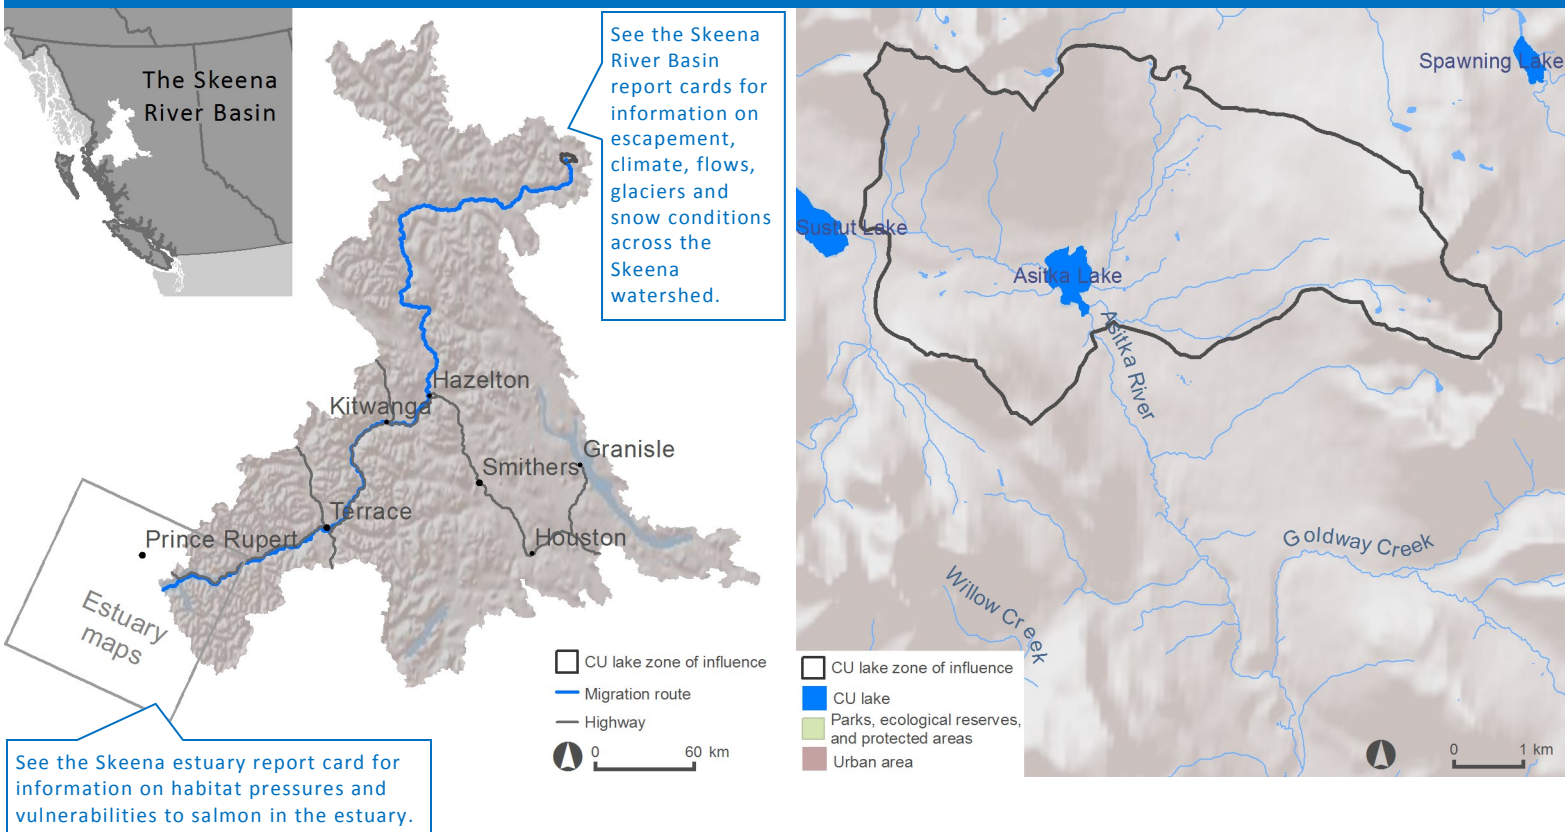 The Skeena
River Basin
See the Skeena
River Basin
report cards for
information on
escapement,
climate, flows,
glaciers and
snow conditions
across the
Skeena
watershed.
Hazelton
Kitwanga
Granisle
Smithers
Terrace
Prince Rupert
Houston
Estuary
maps
CU lake zone of influence
Migration route
Highway
0 60 km
See the Skeena estuary report card for
information on habitat pressures and
vulnerabilities to salmon in the estuary.
Spawning Lake
Sustut Lake
Asitka Lake
Asitka River
Goldway Creek
Willow Creek
CU lake zone of influence
CU lake
Parks, ecological reserves,
and protected areas
Urban area
0 1 km